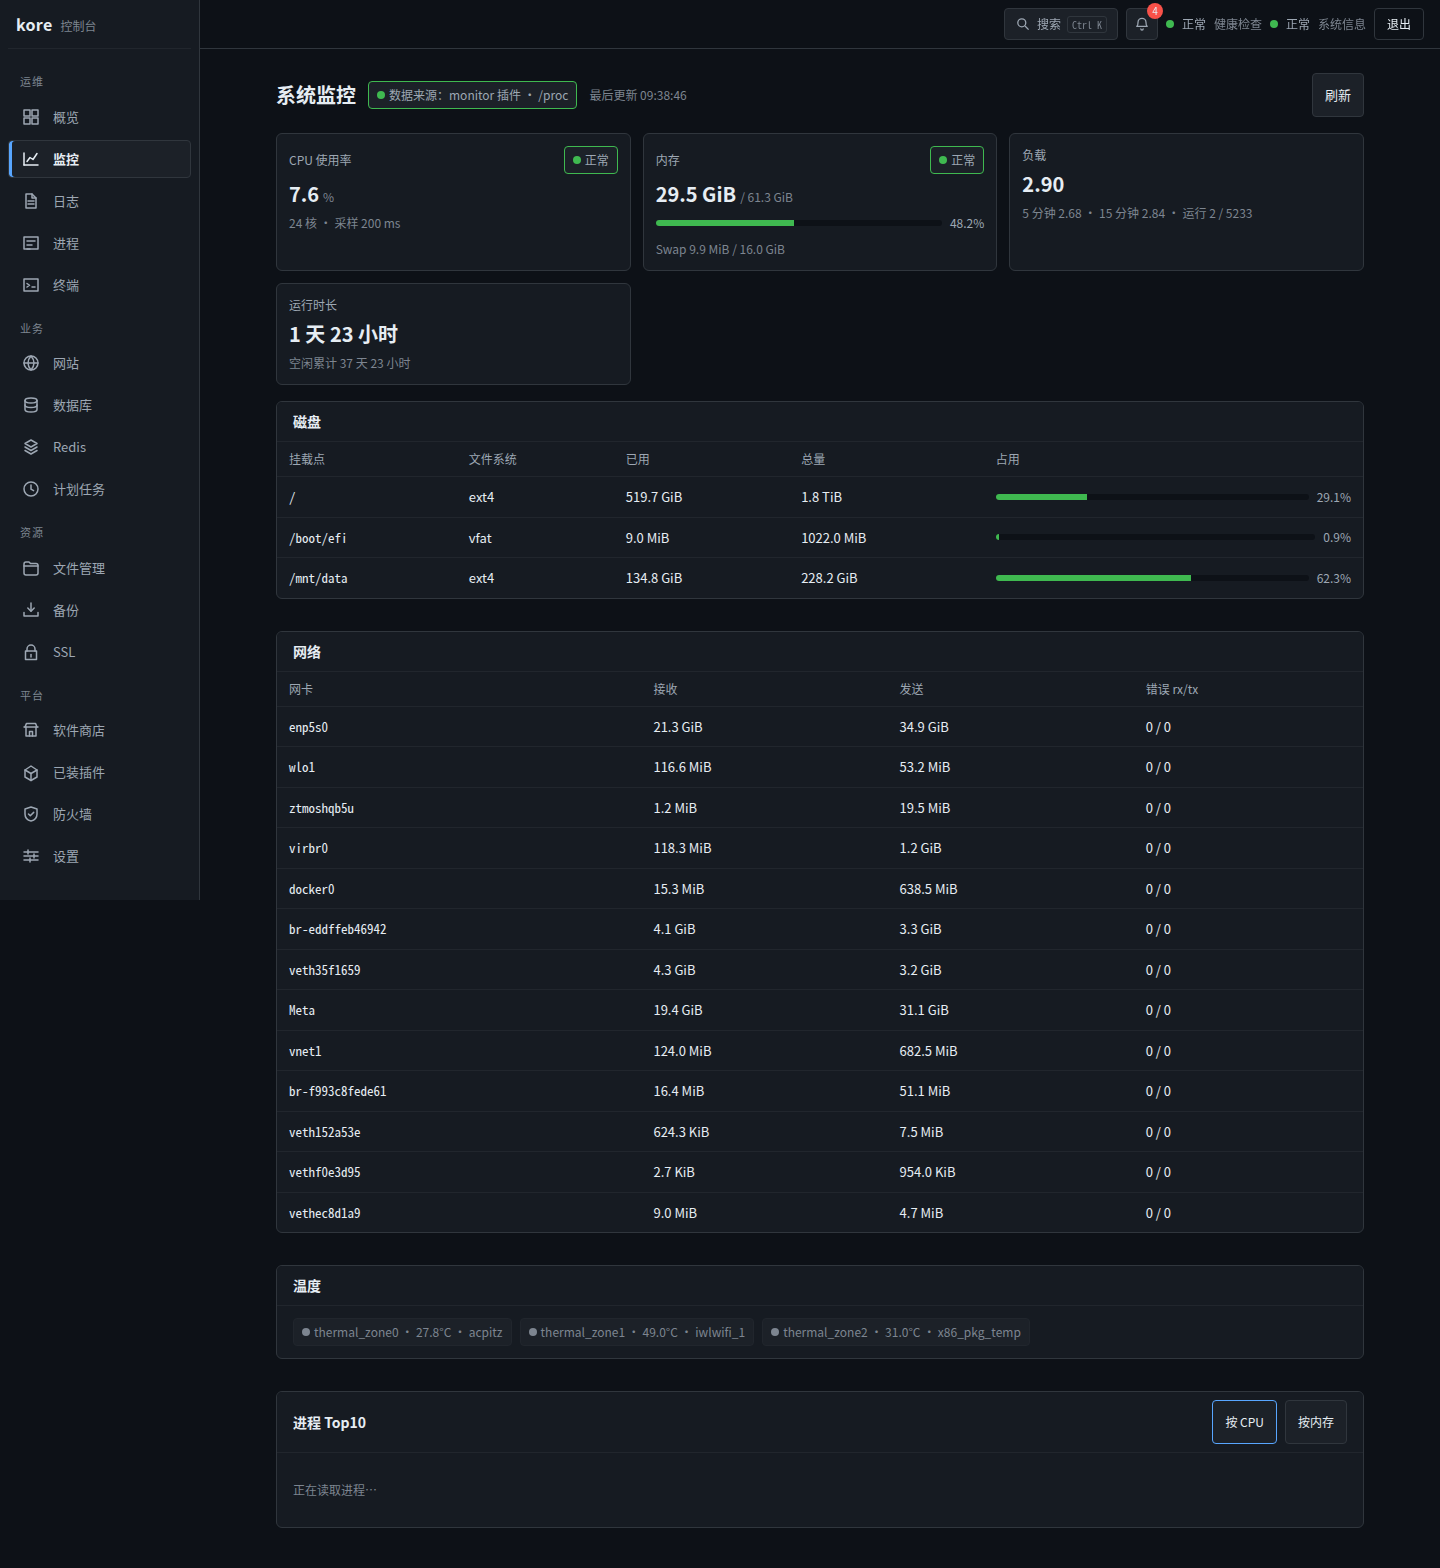 kore 控制台
搜索 Ctrl K 4 正常 健康检查 正常 系统信息 退出
运维
概览
监控
日志
进程
终端
业务
网站
数据库
Redis
计划任务
资源
文件管理
备份
SSL
平台
软件商店
已装插件
防火墙
设置
系统监控 数据来源：monitor 插件 · /proc 最后更新 09:38:46 刷新
CPU 使用率 正常
7.6 %
24 核 · 采样 200 ms
内存 正常
29.5 GiB / 61.3 GiB
48.2%
Swap 9.9 MiB / 16.0 GiB
负载
2.90
5 分钟 2.68 · 15 分钟 2.84 · 运行 2 / 5233
运行时长
1 天 23 小时
空闲累计 37 天 23 小时
磁盘
挂载点 文件系统 已用 总量 占用
/ ext4 519.7 GiB 1.8 TiB 29.1%
/boot/efi vfat 9.0 MiB 1022.0 MiB 0.9%
/mnt/data ext4 134.8 GiB 228.2 GiB 62.3%
网络
网卡 接收 发送 错误 rx/tx
enp5s0 21.3 GiB 34.9 GiB 0 / 0
wlo1 116.6 MiB 53.2 MiB 0 / 0
ztmoshqb5u 1.2 MiB 19.5 MiB 0 / 0
virbr0 118.3 MiB 1.2 GiB 0 / 0
docker0 15.3 MiB 638.5 MiB 0 / 0
br-eddffeb46942 4.1 GiB 3.3 GiB 0 / 0
veth35f1659 4.3 GiB 3.2 GiB 0 / 0
Meta 19.4 GiB 31.1 GiB 0 / 0
vnet1 124.0 MiB 682.5 MiB 0 / 0
br-f993c8fede61 16.4 MiB 51.1 MiB 0 / 0
veth152a53e 624.3 KiB 7.5 MiB 0 / 0
vethf0e3d95 2.7 KiB 954.0 KiB 0 / 0
vethec8d1a9 9.0 MiB 4.7 MiB 0 / 0
温度
thermal_zone0 · 27.8°C · acpitz thermal_zone1 · 49.0°C · iwlwifi_1 thermal_zone2 · 31.0°C · x86_pkg_temp
进程 Top10 按 CPU 按内存
正在读取进程…